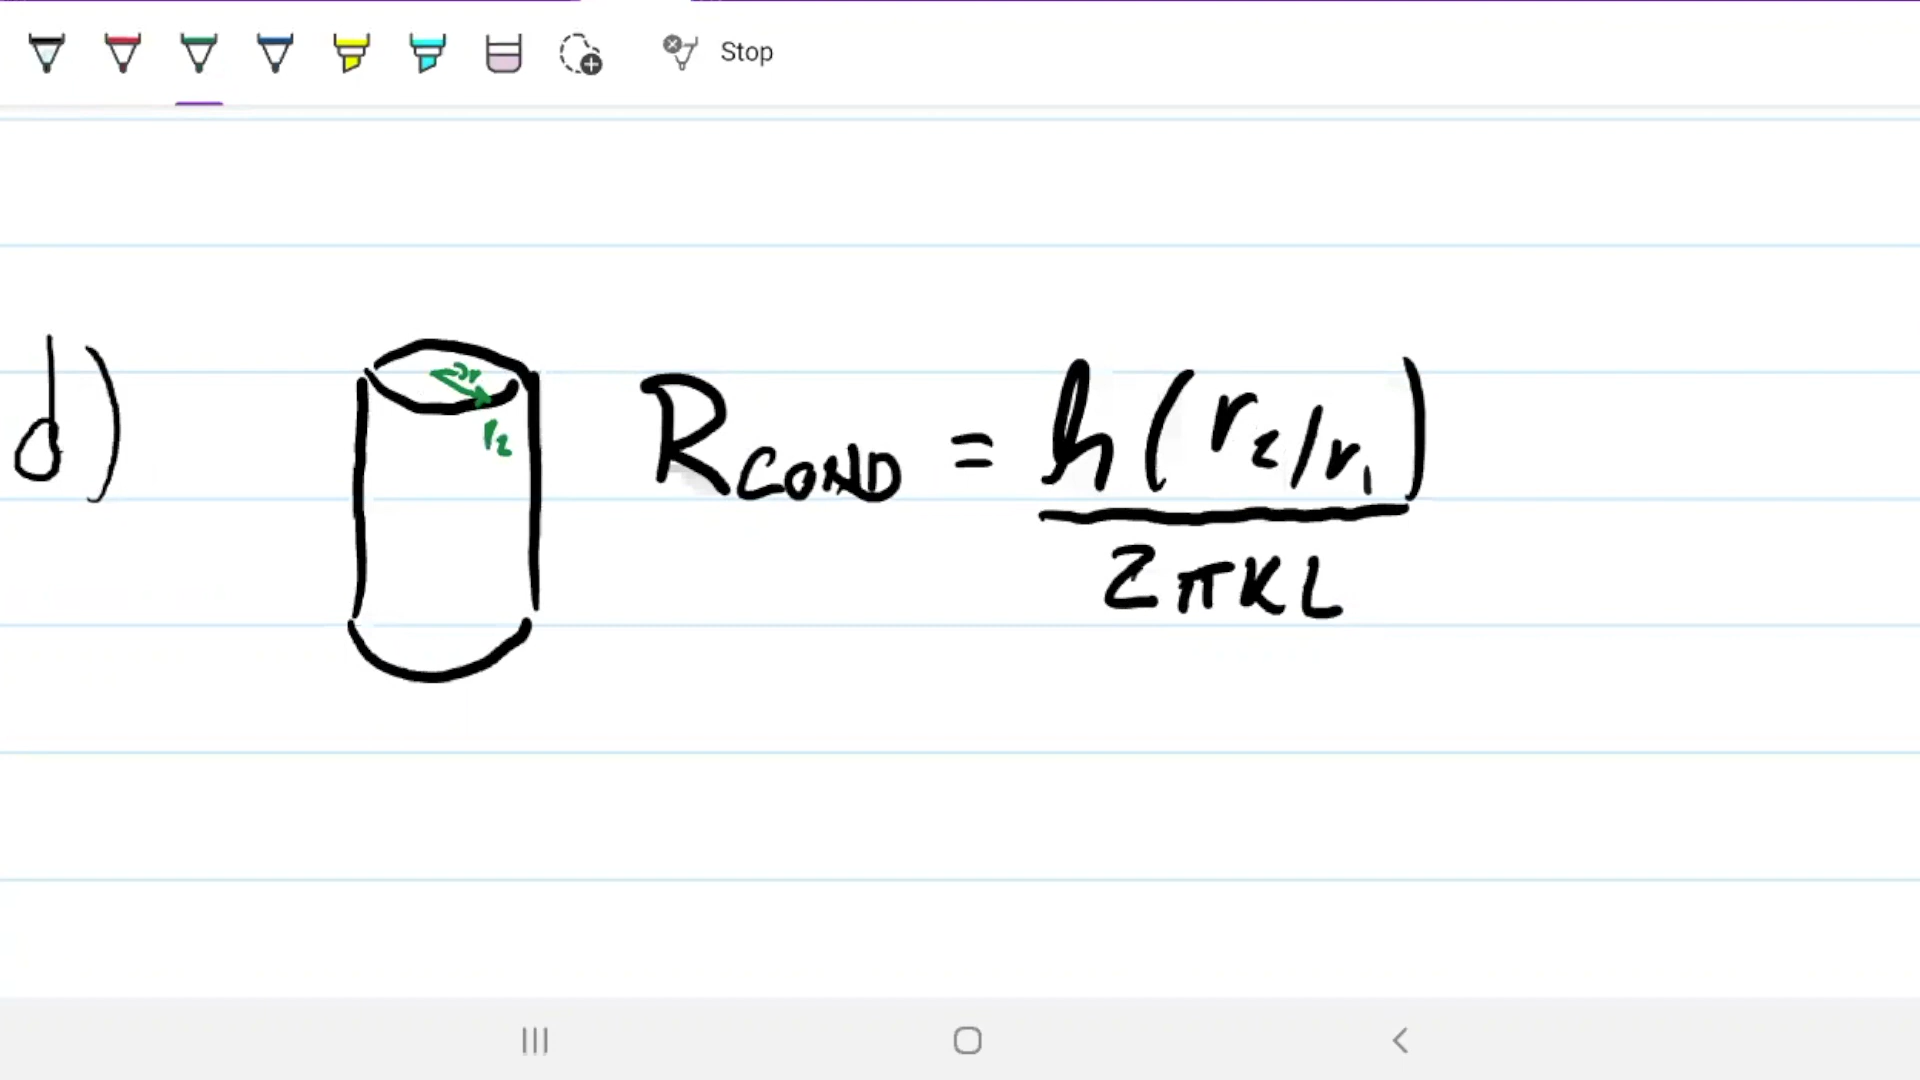 Stop
d)
r₂
R_COND = ln(r₂/r₁)
2πKL